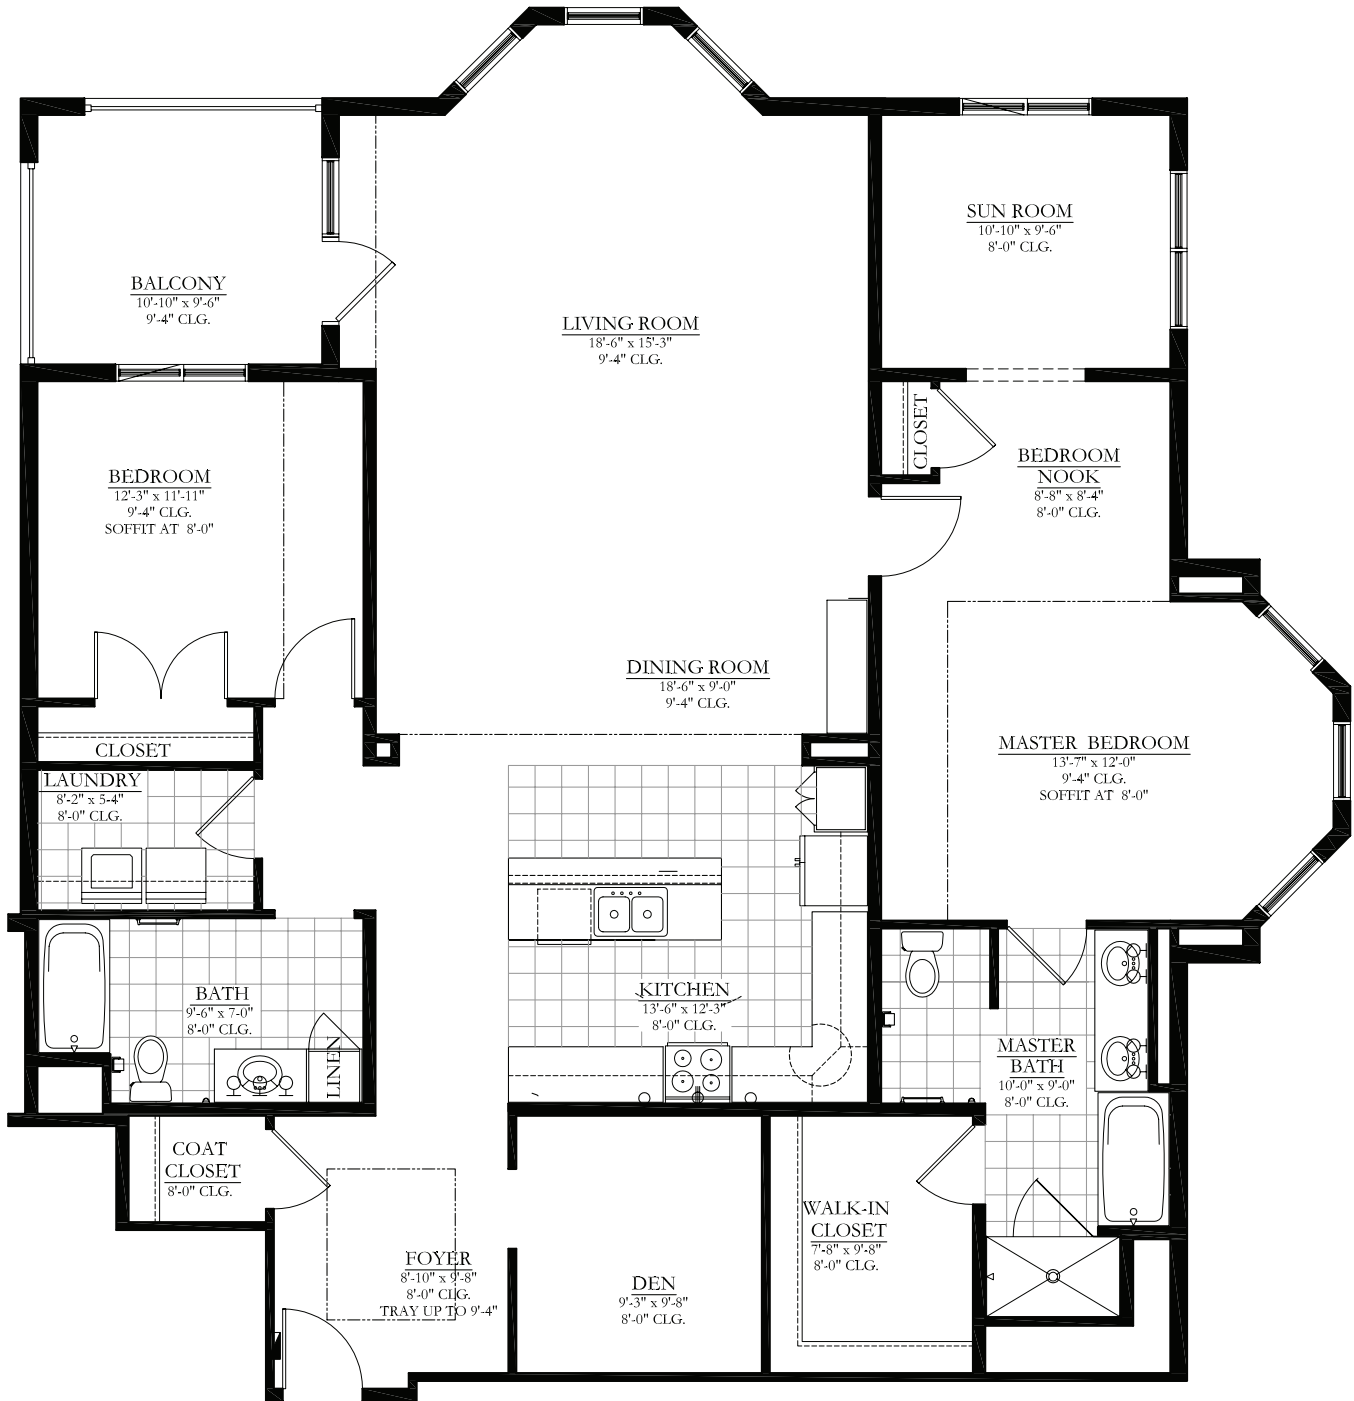 SUN ROOM
10'-10" x 9'-6"
8'-0" CLG.
BALCONY
10'-10" x 9'-6"
9'-4" CLG.
LIVING ROOM
18'-6" x 15'-3"
9'-4" CLG.
CLOSET
BEDROOM
NOOK
8'-8" x 8'-4"
8'-0" CLG.
BEDROOM
12'-3" x 11'-11"
9'-4" CLG.
SOFFIT AT 8'-0"
DINING ROOM
18'-6" x 9'-0"
9'-4" CLG.
MASTER BEDROOM
13'-7" x 12'-0"
9'-4" CLG.
SOFFIT AT 8'-0"
CLOSET
LAUNDRY
8'-2" x 5-4"
8'-0" CLG.
BATH
9'-6" x 7-0"
8'-0" CLG.
LINEN
KITCHEN
13'-6" x 12'-3"
8'-0" CLG.
MASTER
BATH
10'-0" x 9'-0"
8'-0" CLG.
COAT
CLOSET
8'-0" CLG.
WALK-IN
CLOSET
7'-8" x 9'-8"
8'-0" CLG.
FOYER
8'-10" x 9'-8"
8'-0" CLG.
TRAY UP TO 9'-4"
DEN
9'-3" x 9'-8"
8'-0" CLG.